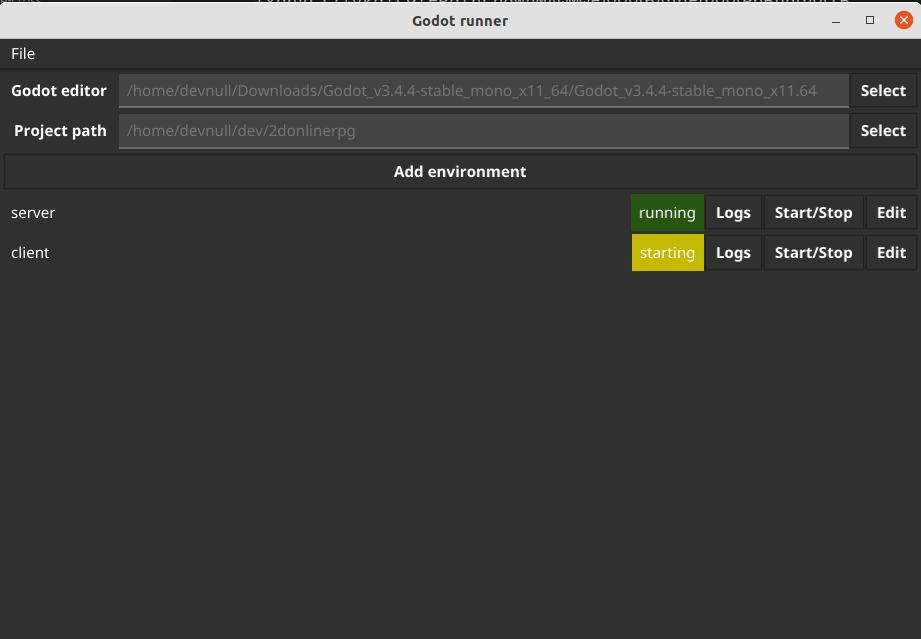 Godot runner
File
Godot editor /home/devnull/Downloads/Godot_v3.4.4-stable_mono_x11_64/Godot_v3.4.4-stable_mono_x11.64 Select
Project path /home/devnull/dev/2donlinerpg Select
Add environment
server running Logs Start/Stop Edit
client starting Logs Start/Stop Edit